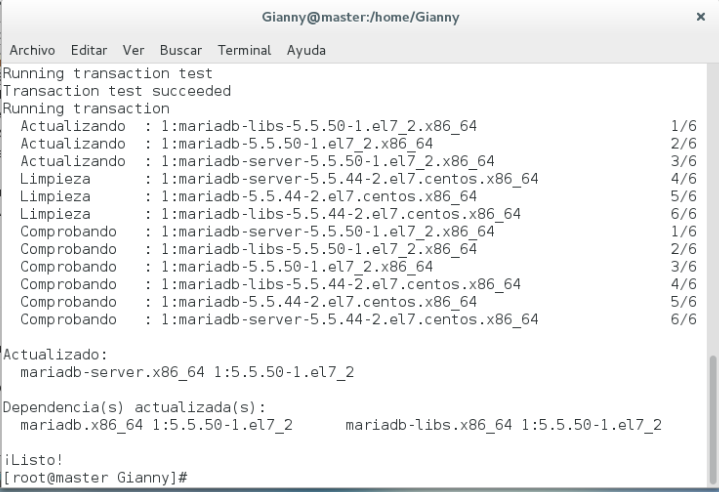 Gianny@master:/home/Gianny
Archivo Editar Ver Buscar Terminal Ayuda
Running transaction test
Transaction test succeeded
Running transaction
  Actualizando  : 1:mariadb-libs-5.5.50-1.el7_2.x86_64                      1/6
  Actualizando  : 1:mariadb-5.5.50-1.el7_2.x86_64                           2/6
  Actualizando  : 1:mariadb-server-5.5.50-1.el7_2.x86_64                    3/6
  Limpieza      : 1:mariadb-server-5.5.44-2.el7.centos.x86_64               4/6
  Limpieza      : 1:mariadb-5.5.44-2.el7.centos.x86_64                      5/6
  Limpieza      : 1:mariadb-libs-5.5.44-2.el7.centos.x86_64                 6/6
  Comprobando   : 1:mariadb-server-5.5.50-1.el7_2.x86_64                    1/6
  Comprobando   : 1:mariadb-libs-5.5.50-1.el7_2.x86_64                      2/6
  Comprobando   : 1:mariadb-5.5.50-1.el7_2.x86_64                           3/6
  Comprobando   : 1:mariadb-libs-5.5.44-2.el7.centos.x86_64                 4/6
  Comprobando   : 1:mariadb-5.5.44-2.el7.centos.x86_64                      5/6
  Comprobando   : 1:mariadb-server-5.5.44-2.el7.centos.x86_64               6/6
Actualizado:
  mariadb-server.x86_64 1:5.5.50-1.el7_2
Dependencia(s) actualizada(s):
  mariadb.x86_64 1:5.5.50-1.el7_2      mariadb-libs.x86_64 1:5.5.50-1.el7_2
¡Listo!
[root@master Gianny]#